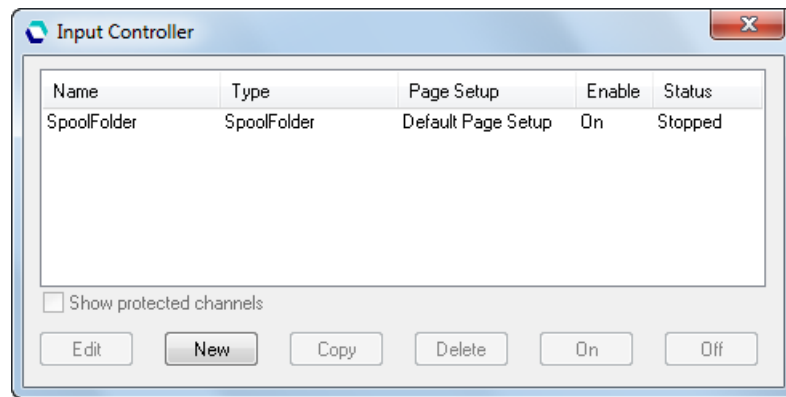 Input Controller
Name Type Page Setup Enable Status
SpoolFolder SpoolFolder Default Page Setup On Stopped
Show protected channels
Edit New Copy Delete On Off